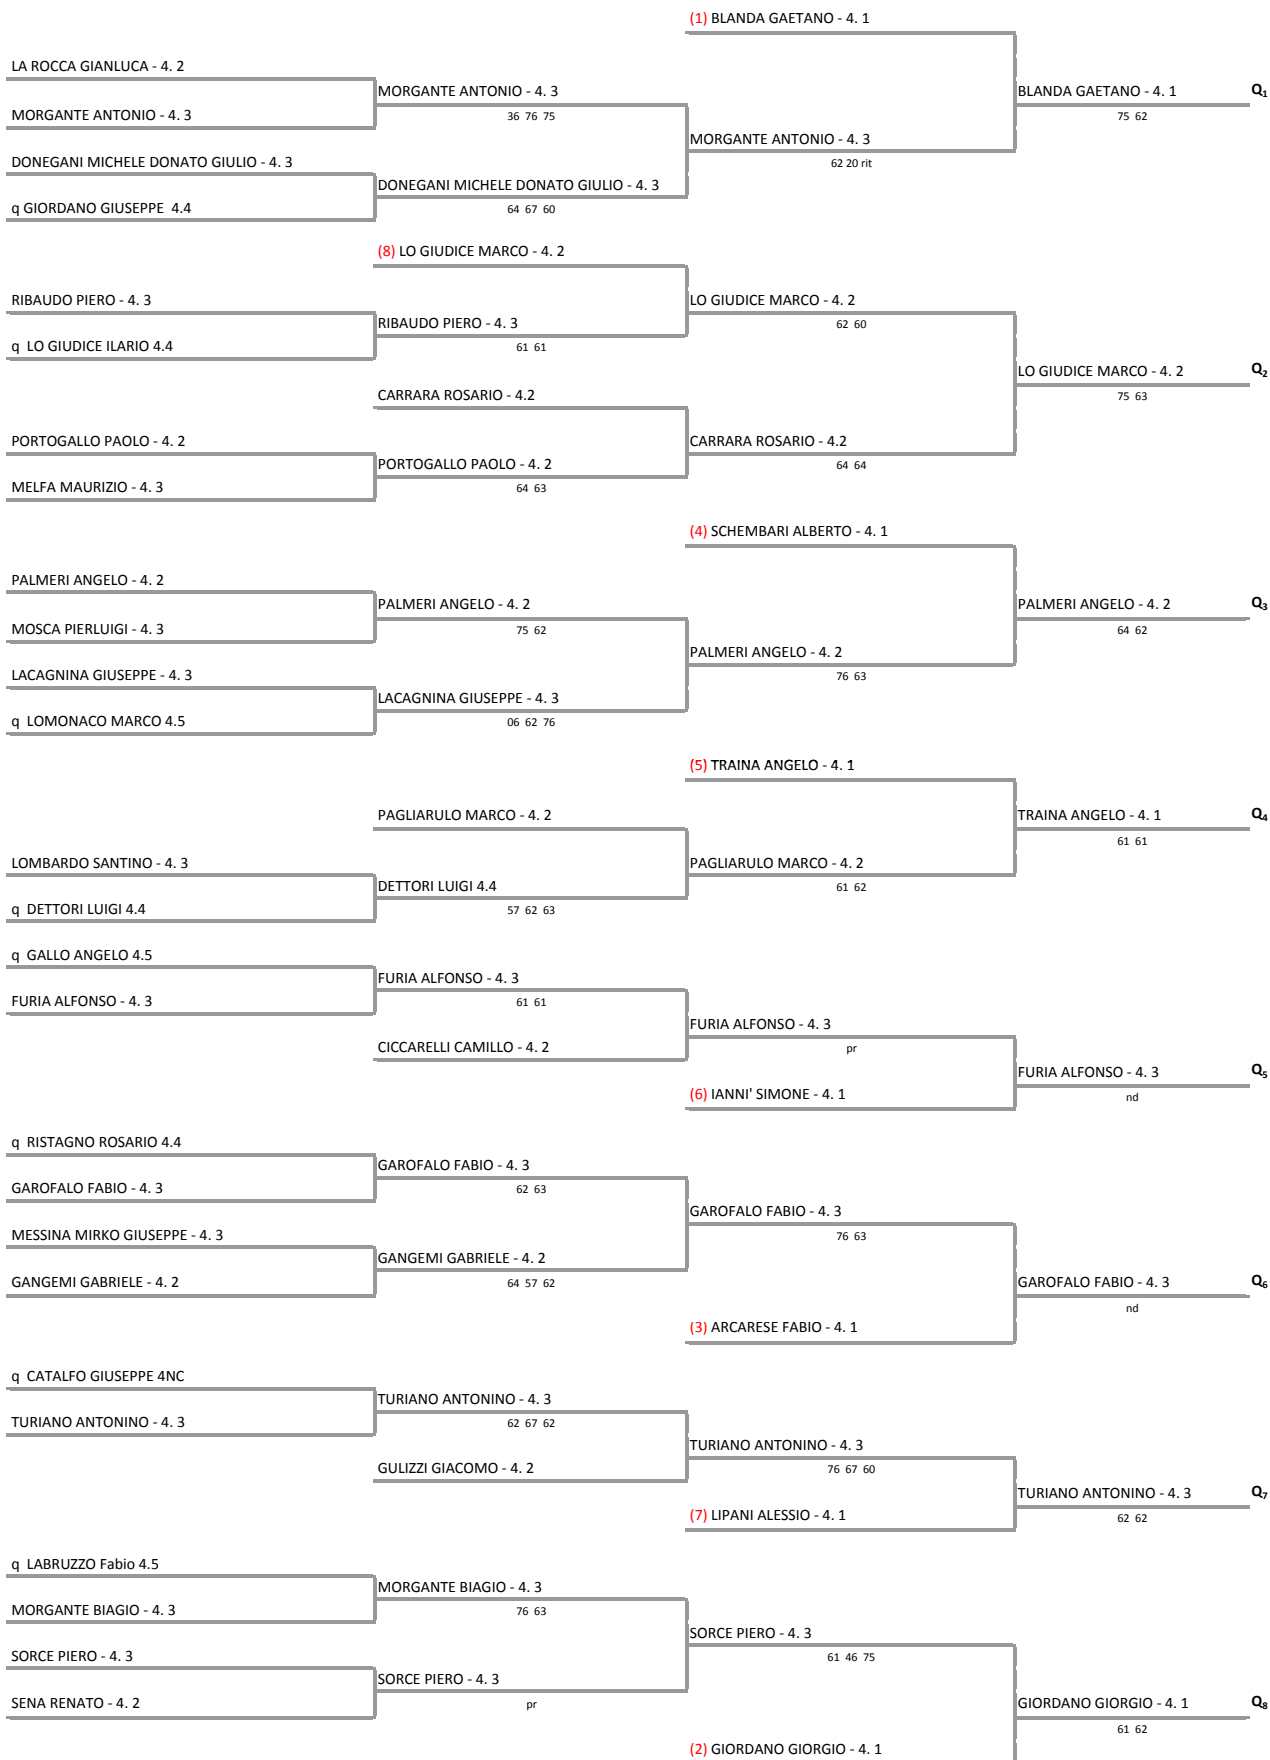 (1) BLANDA GAETANO - 4. 1
LA ROCCA GIANLUCA - 4. 2
MORGANTE ANTONIO - 4. 3
BLANDA GAETANO - 4. 1
Q₁
MORGANTE ANTONIO - 4. 3
36 76 75
75 62
MORGANTE ANTONIO - 4. 3
DONEGANI MICHELE DONATO GIULIO - 4. 3
62 20 rit
DONEGANI MICHELE DONATO GIULIO - 4. 3
q GIORDANO GIUSEPPE 4.4
64 67 60
(8) LO GIUDICE MARCO - 4. 2
RIBAUDO PIERO - 4. 3
LO GIUDICE MARCO - 4. 2
RIBAUDO PIERO - 4. 3
62 60
q LO GIUDICE ILARIO 4.4
61 61
LO GIUDICE MARCO - 4. 2
Q₂
CARRARA ROSARIO - 4.2
75 63
PORTOGALLO PAOLO - 4. 2
CARRARA ROSARIO - 4.2
PORTOGALLO PAOLO - 4. 2
64 64
MELFA MAURIZIO - 4. 3
64 63
(4) SCHEMBARI ALBERTO - 4. 1
PALMERI ANGELO - 4. 2
PALMERI ANGELO - 4. 2
PALMERI ANGELO - 4. 2
Q₃
MOSCA PIERLUIGI - 4. 3
75 62
64 62
PALMERI ANGELO - 4. 2
LACAGNINA GIUSEPPE - 4. 3
76 63
LACAGNINA GIUSEPPE - 4. 3
q LOMONACO MARCO 4.5
06 62 76
(5) TRAINA ANGELO - 4. 1
PAGLIARULO MARCO - 4. 2
TRAINA ANGELO - 4. 1
Q₄
61 61
LOMBARDO SANTINO - 4. 3
PAGLIARULO MARCO - 4. 2
DETTORI LUIGI 4.4
61 62
q DETTORI LUIGI 4.4
57 62 63
q GALLO ANGELO 4.5
FURIA ALFONSO - 4. 3
FURIA ALFONSO - 4. 3
61 61
FURIA ALFONSO - 4. 3
CICCARELLI CAMILLO - 4. 2
pr
FURIA ALFONSO - 4. 3
Q₅
(6) IANNI' SIMONE - 4. 1
nd
q RISTAGNO ROSARIO 4.4
GAROFALO FABIO - 4. 3
GAROFALO FABIO - 4. 3
62 63
GAROFALO FABIO - 4. 3
MESSINA MIRKO GIUSEPPE - 4. 3
76 63
GANGEMI GABRIELE - 4. 2
GANGEMI GABRIELE - 4. 2
64 57 62
GAROFALO FABIO - 4. 3
Q₆
nd
(3) ARCARESE FABIO - 4. 1
q CATALFO GIUSEPPE 4NC
TURIANO ANTONINO - 4. 3
TURIANO ANTONINO - 4. 3
62 67 62
TURIANO ANTONINO - 4. 3
GULIZZI GIACOMO - 4. 2
76 67 60
TURIANO ANTONINO - 4. 3
Q₇
(7) LIPANI ALESSIO - 4. 1
62 62
q LABRUZZO Fabio 4.5
MORGANTE BIAGIO - 4. 3
MORGANTE BIAGIO - 4. 3
76 63
SORCE PIERO - 4. 3
SORCE PIERO - 4. 3
61 46 75
SORCE PIERO - 4. 3
SENA RENATO - 4. 2
pr
GIORDANO GIORGIO - 4. 1
Q₈
61 62
(2) GIORDANO GIORGIO - 4. 1